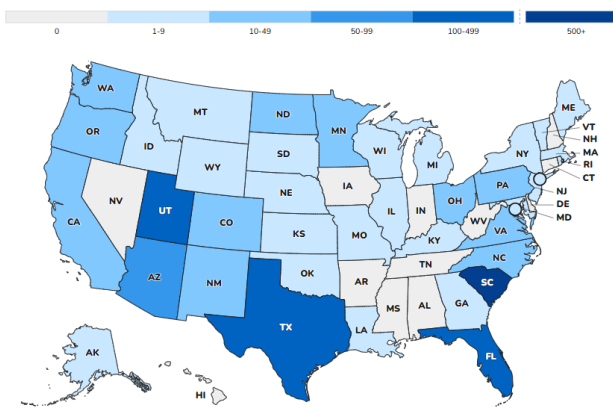 0 1-9 10-49 50-99 100-499 500+
WA
MT
ND
MN
ME
VT
NH
OR
ID
SD
WI
MI
NY
MA
RI
WY
CT
NE
IA
PA
NJ
NV
UT
CO
IL
IN
OH
DE
MD
CA
KS
MO
KY
WV
VA
AZ
NM
OK
AR
TN
NC
SC
TX
MS
AL
GA
LA
FL
AK
HI